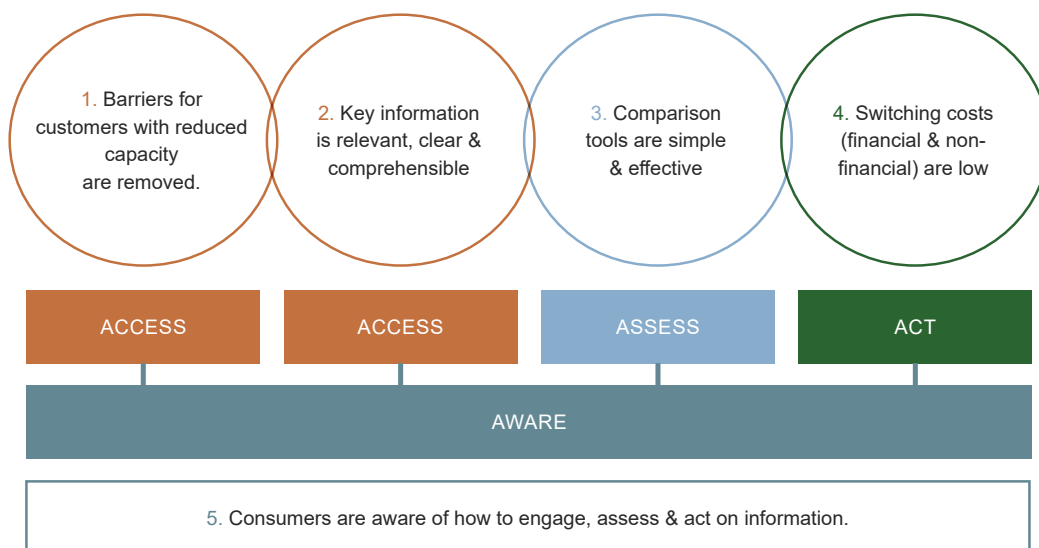 1. Barriers for
customers with reduced
capacity
are removed.
2. Key information
is relevant, clear &
comprehensible
3. Comparison
tools are simple
& effective
4. Switching costs
(financial & non-
financial) are low
ACCESS
ACCESS
ASSESS
ACT
AWARE
5. Consumers are aware of how to engage, assess & act on information.